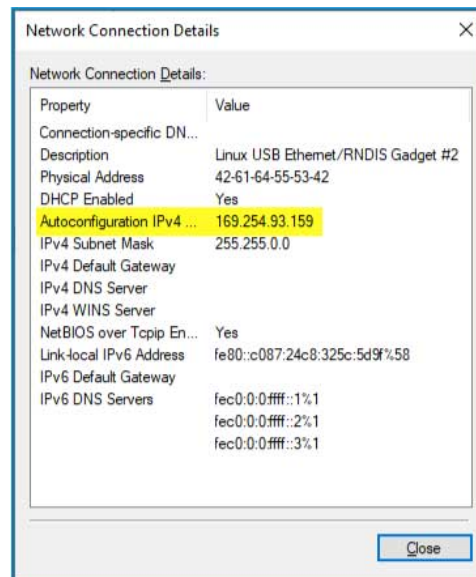 Network Connection Details
Network Connection Details:
Property Value
Connection-specific DN...
Description Linux USB Ethernet/RNDIS Gadget #2
Physical Address 42-61-64-55-53-42
DHCP Enabled Yes
Autoconfiguration IPv4 ... 169.254.93.159
IPv4 Subnet Mask 255.255.0.0
IPv4 Default Gateway
IPv4 DNS Server
IPv4 WINS Server
NetBIOS over Tcpip En... Yes
Link-local IPv6 Address fe80::c087:24c8:325c:5d9f%58
IPv6 Default Gateway
IPv6 DNS Servers fec0:0:0:ffff::1%1
fec0:0:0:ffff::2%1
fec0:0:0:ffff::3%1
Close